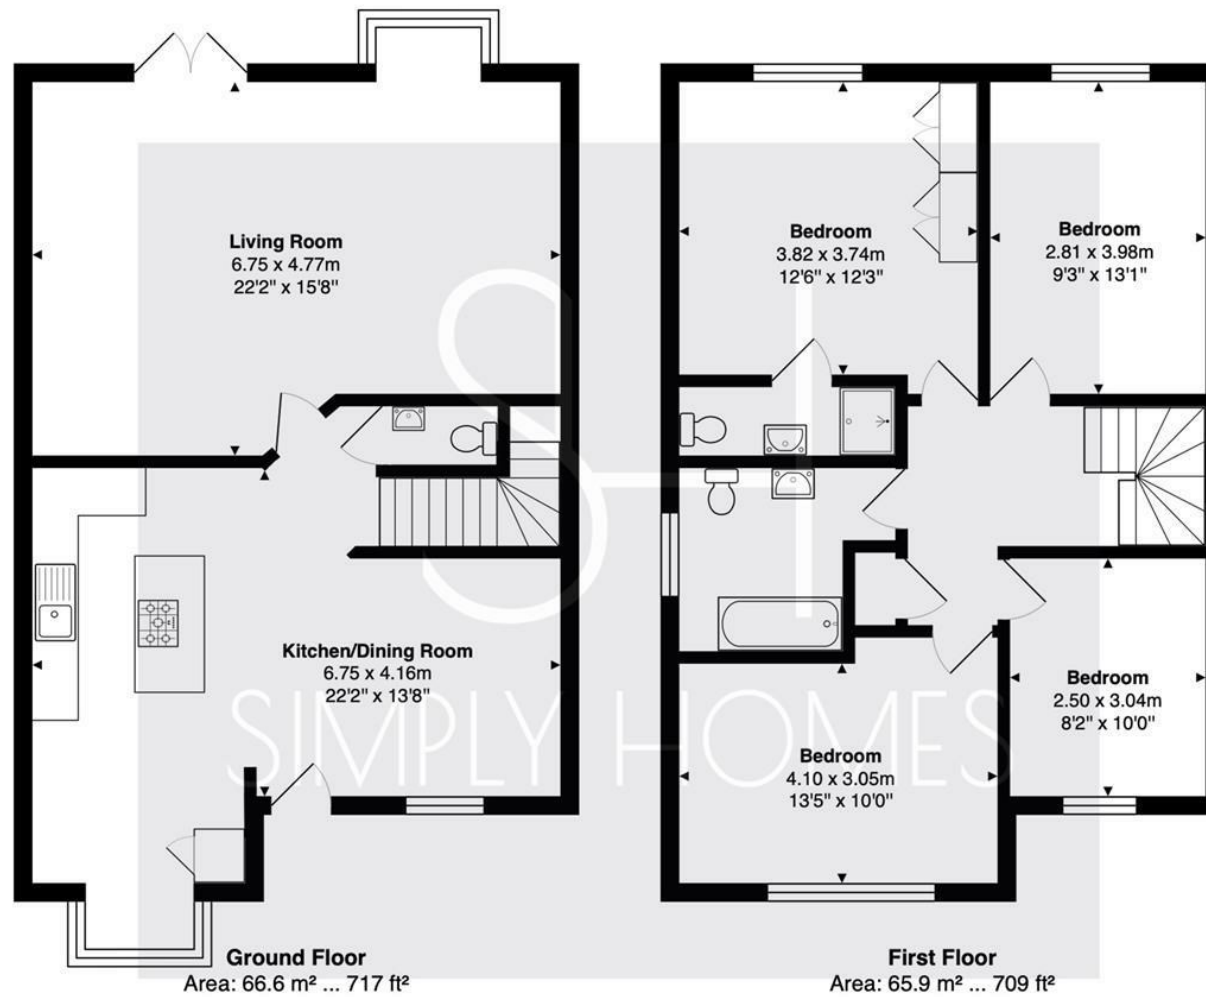 Living Room
6.75 x 4.77m
22'2" x 15'8"
Kitchen/Dining Room
6.75 x 4.16m
22'2" x 13'8"
Ground Floor
Area: 66.6 m² ... 717 ft²
Bedroom
3.82 x 3.74m
12'6" x 12'3"
Bedroom
2.81 x 3.98m
9'3" x 13'1"
Bedroom
2.50 x 3.04m
8'2" x 10'0"
Bedroom
4.10 x 3.05m
13'5" x 10'0"
First Floor
Area: 65.9 m² ... 709 ft²
SH
SIMPLY HOMES